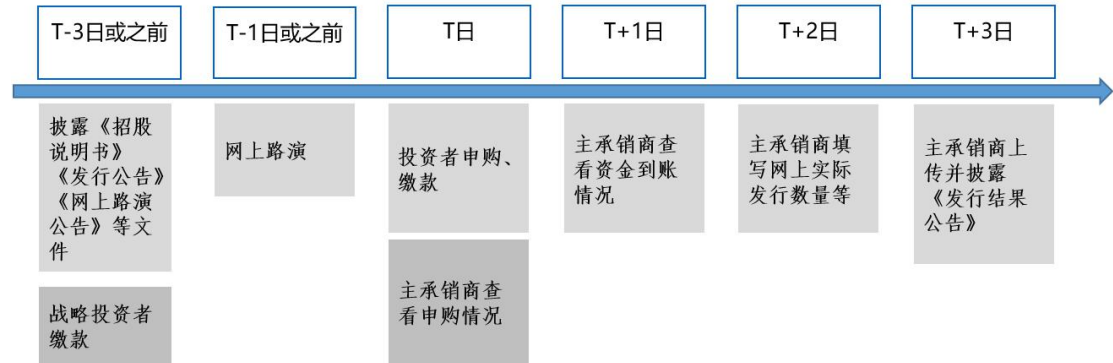 T-3日或之前
T-1日或之前
T日
T+1日
T+2日
T+3日
披露《招股
说明书》
《发行公告》
《网上路演
公告》等文
件
战略投资者
缴款
网上路演
投资者申购、
缴款
主承销商查
看申购情况
主承销商查
看资金到账
情况
主承销商填
写网上实际
发行数量等
主承销商上
传并披露
《发行结果
公告》